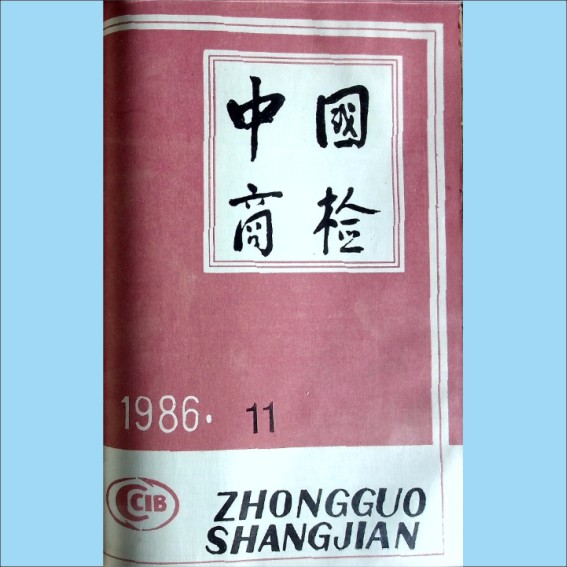 中國
商检
1986·11
CCIB
ZHONGGUO
SHANGJIAN